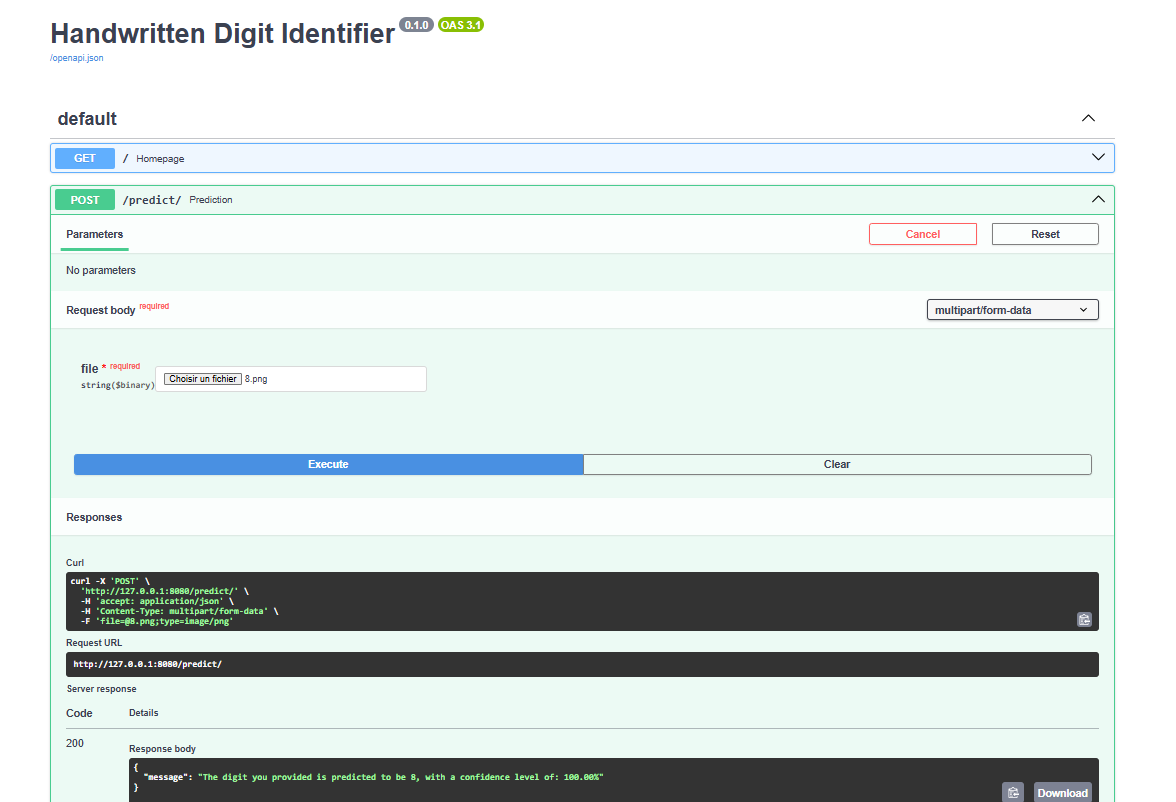 Handwritten Digit Identifier 0.1.0 OAS 3.1
/openapi.json
default
GET / Homepage
POST /predict/ Prediction
Parameters Cancel Reset
No parameters
Request body required multipart/form-data
file * required
string($binary) Choisir un fichier 8.png
Execute Clear
Responses
Curl
curl -X 'POST' \
  'http://127.0.0.1:8080/predict/' \
  -H 'accept: application/json' \
  -H 'Content-Type: multipart/form-data' \
  -F 'file=@8.png;type=image/png'
Request URL
http://127.0.0.1:8080/predict/
Server response
Code Details
200
Response body
{
  "message": "The digit you provided is predicted to be 8, with a confidence level of: 100.00%"
}
Download